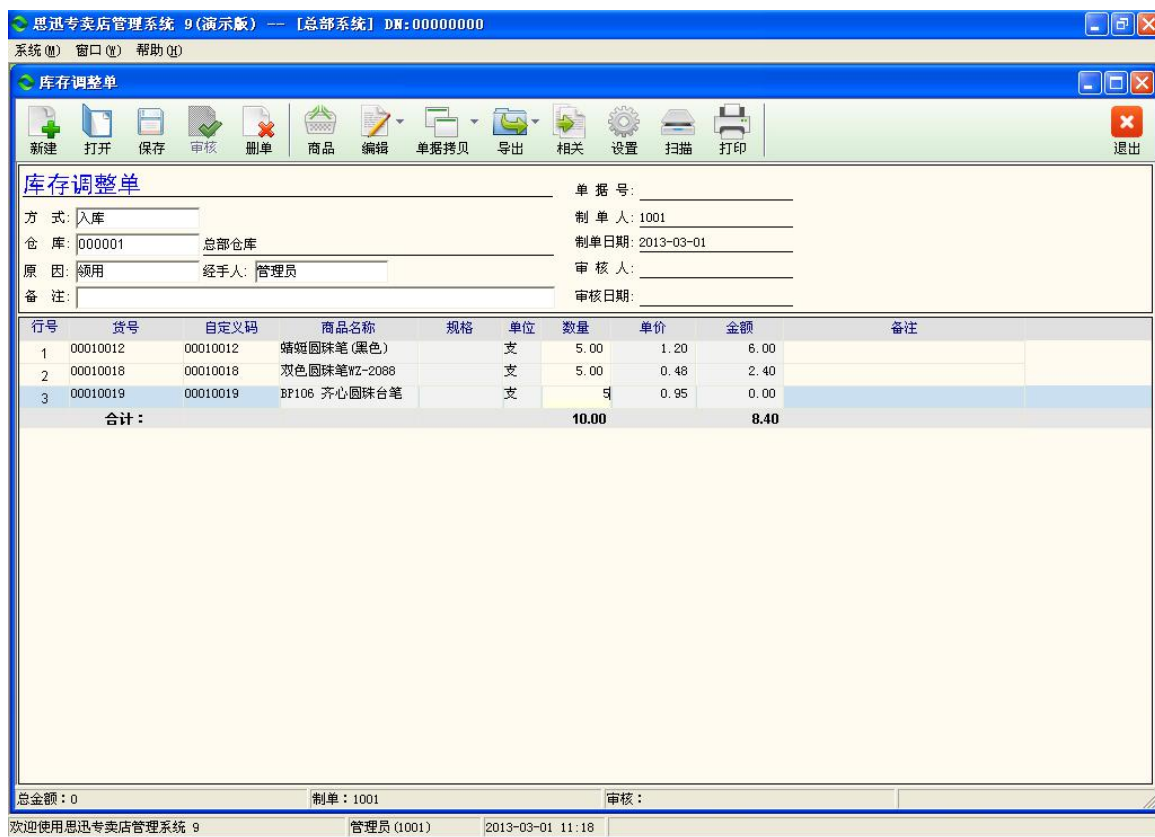 思迅专卖店管理系统 9(演示版) -- [总部系统] DN:00000000
系统(M) 窗口(W) 帮助(H)
库存调整单
新建 打开 保存 审核 删单 商品 编辑 单据拷贝 导出 相关 设置 扫描 打印 退出
库存调整单 单 据 号:
方 式: 入库 制 单 人: 1001
仓 库: 000001 总部仓库 制单日期: 2013-03-01
原 因: 领用 经手人: 管理员 审 核 人:
备 注: 审核日期:
行号 货号 自定义码 商品名称 规格 单位 数量 单价 金额 备注
1 00010012 00010012 蜻蜓圆珠笔(黑色) 支 5.00 1.20 6.00
2 00010018 00010018 双色圆珠笔WZ-2088 支 5.00 0.48 2.40
3 00010019 00010019 BP106 齐心圆珠台笔 支 5 0.95 0.00
合计: 10.00 8.40
总金额:0 制单:1001 审核:
欢迎使用思迅专卖店管理系统 9 管理员(1001) 2013-03-01 11:18